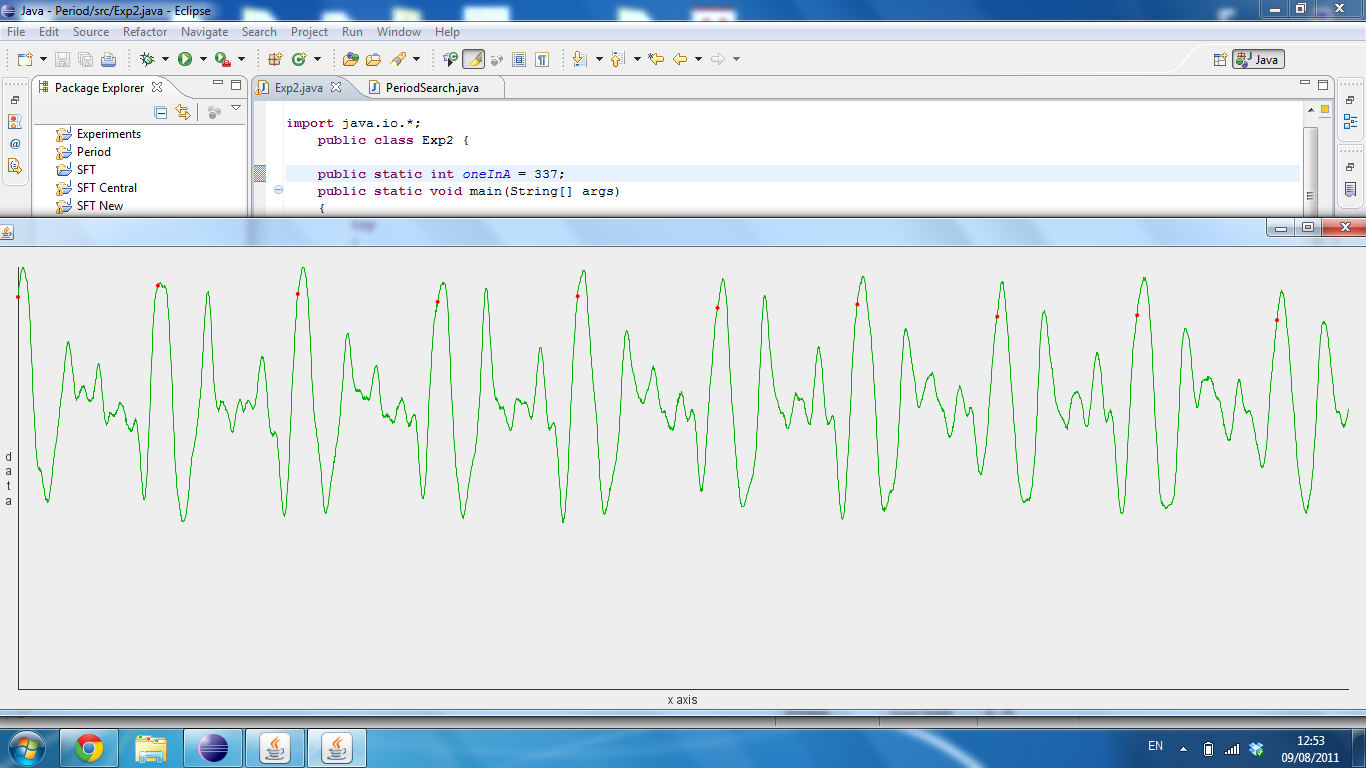 Java - Period/src/Exp2.java - Eclipse
File Edit Source Refactor Navigate Search Project Run Window Help
Java
Package Explorer
Exp2.java
PeriodSearch.java
Experiments
Period
SFT
SFT Central
SFT New
import java.io.*;
public class Exp2 {
public static int oneInA = 337;
public static void main(String[] args)
{
data
x axis
EN
12:53
09/08/2011